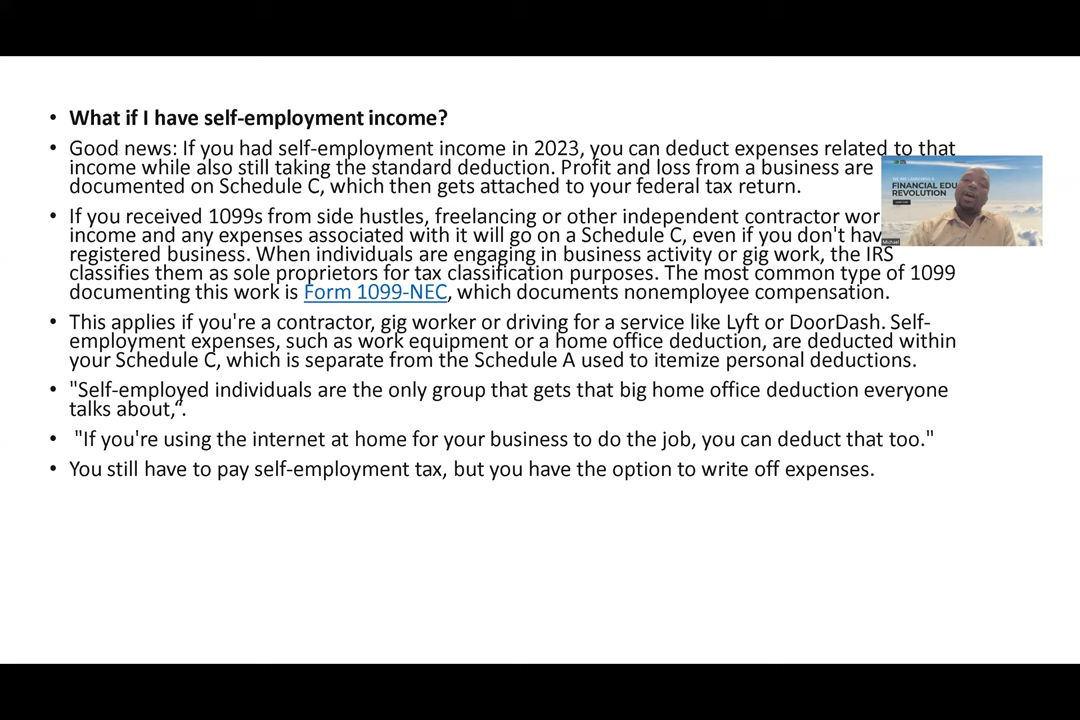 • What if I have self-employment income?
• Good news: If you had self-employment income in 2023, you can deduct expenses related to that
income while also still taking the standard deduction. Profit and loss from a business are
documented on Schedule C, which then gets attached to your federal tax return.
• If you received 1099s from side hustles, freelancing or other independent contractor wor
income and any expenses associated with it will go on a Schedule C, even if you don't hav
registered business. When individuals are engaging in business activity or gig work, the IRS
classifies them as sole proprietors for tax classification purposes. The most common type of 1099
documenting this work is Form 1099-NEC, which documents nonemployee compensation.
• This applies if you're a contractor, gig worker or driving for a service like Lyft or DoorDash. Self-
employment expenses, such as work equipment or a home office deduction, are deducted within
your Schedule C, which is separate from the Schedule A used to itemize personal deductions.
• "Self-employed individuals are the only group that gets that big home office deduction everyone
talks about,“.
• "If you're using the internet at home for your business to do the job, you can deduct that too."
• You still have to pay self-employment tax, but you have the option to write off expenses.
FINANCIAL EDU
REVOLUTION
Michael